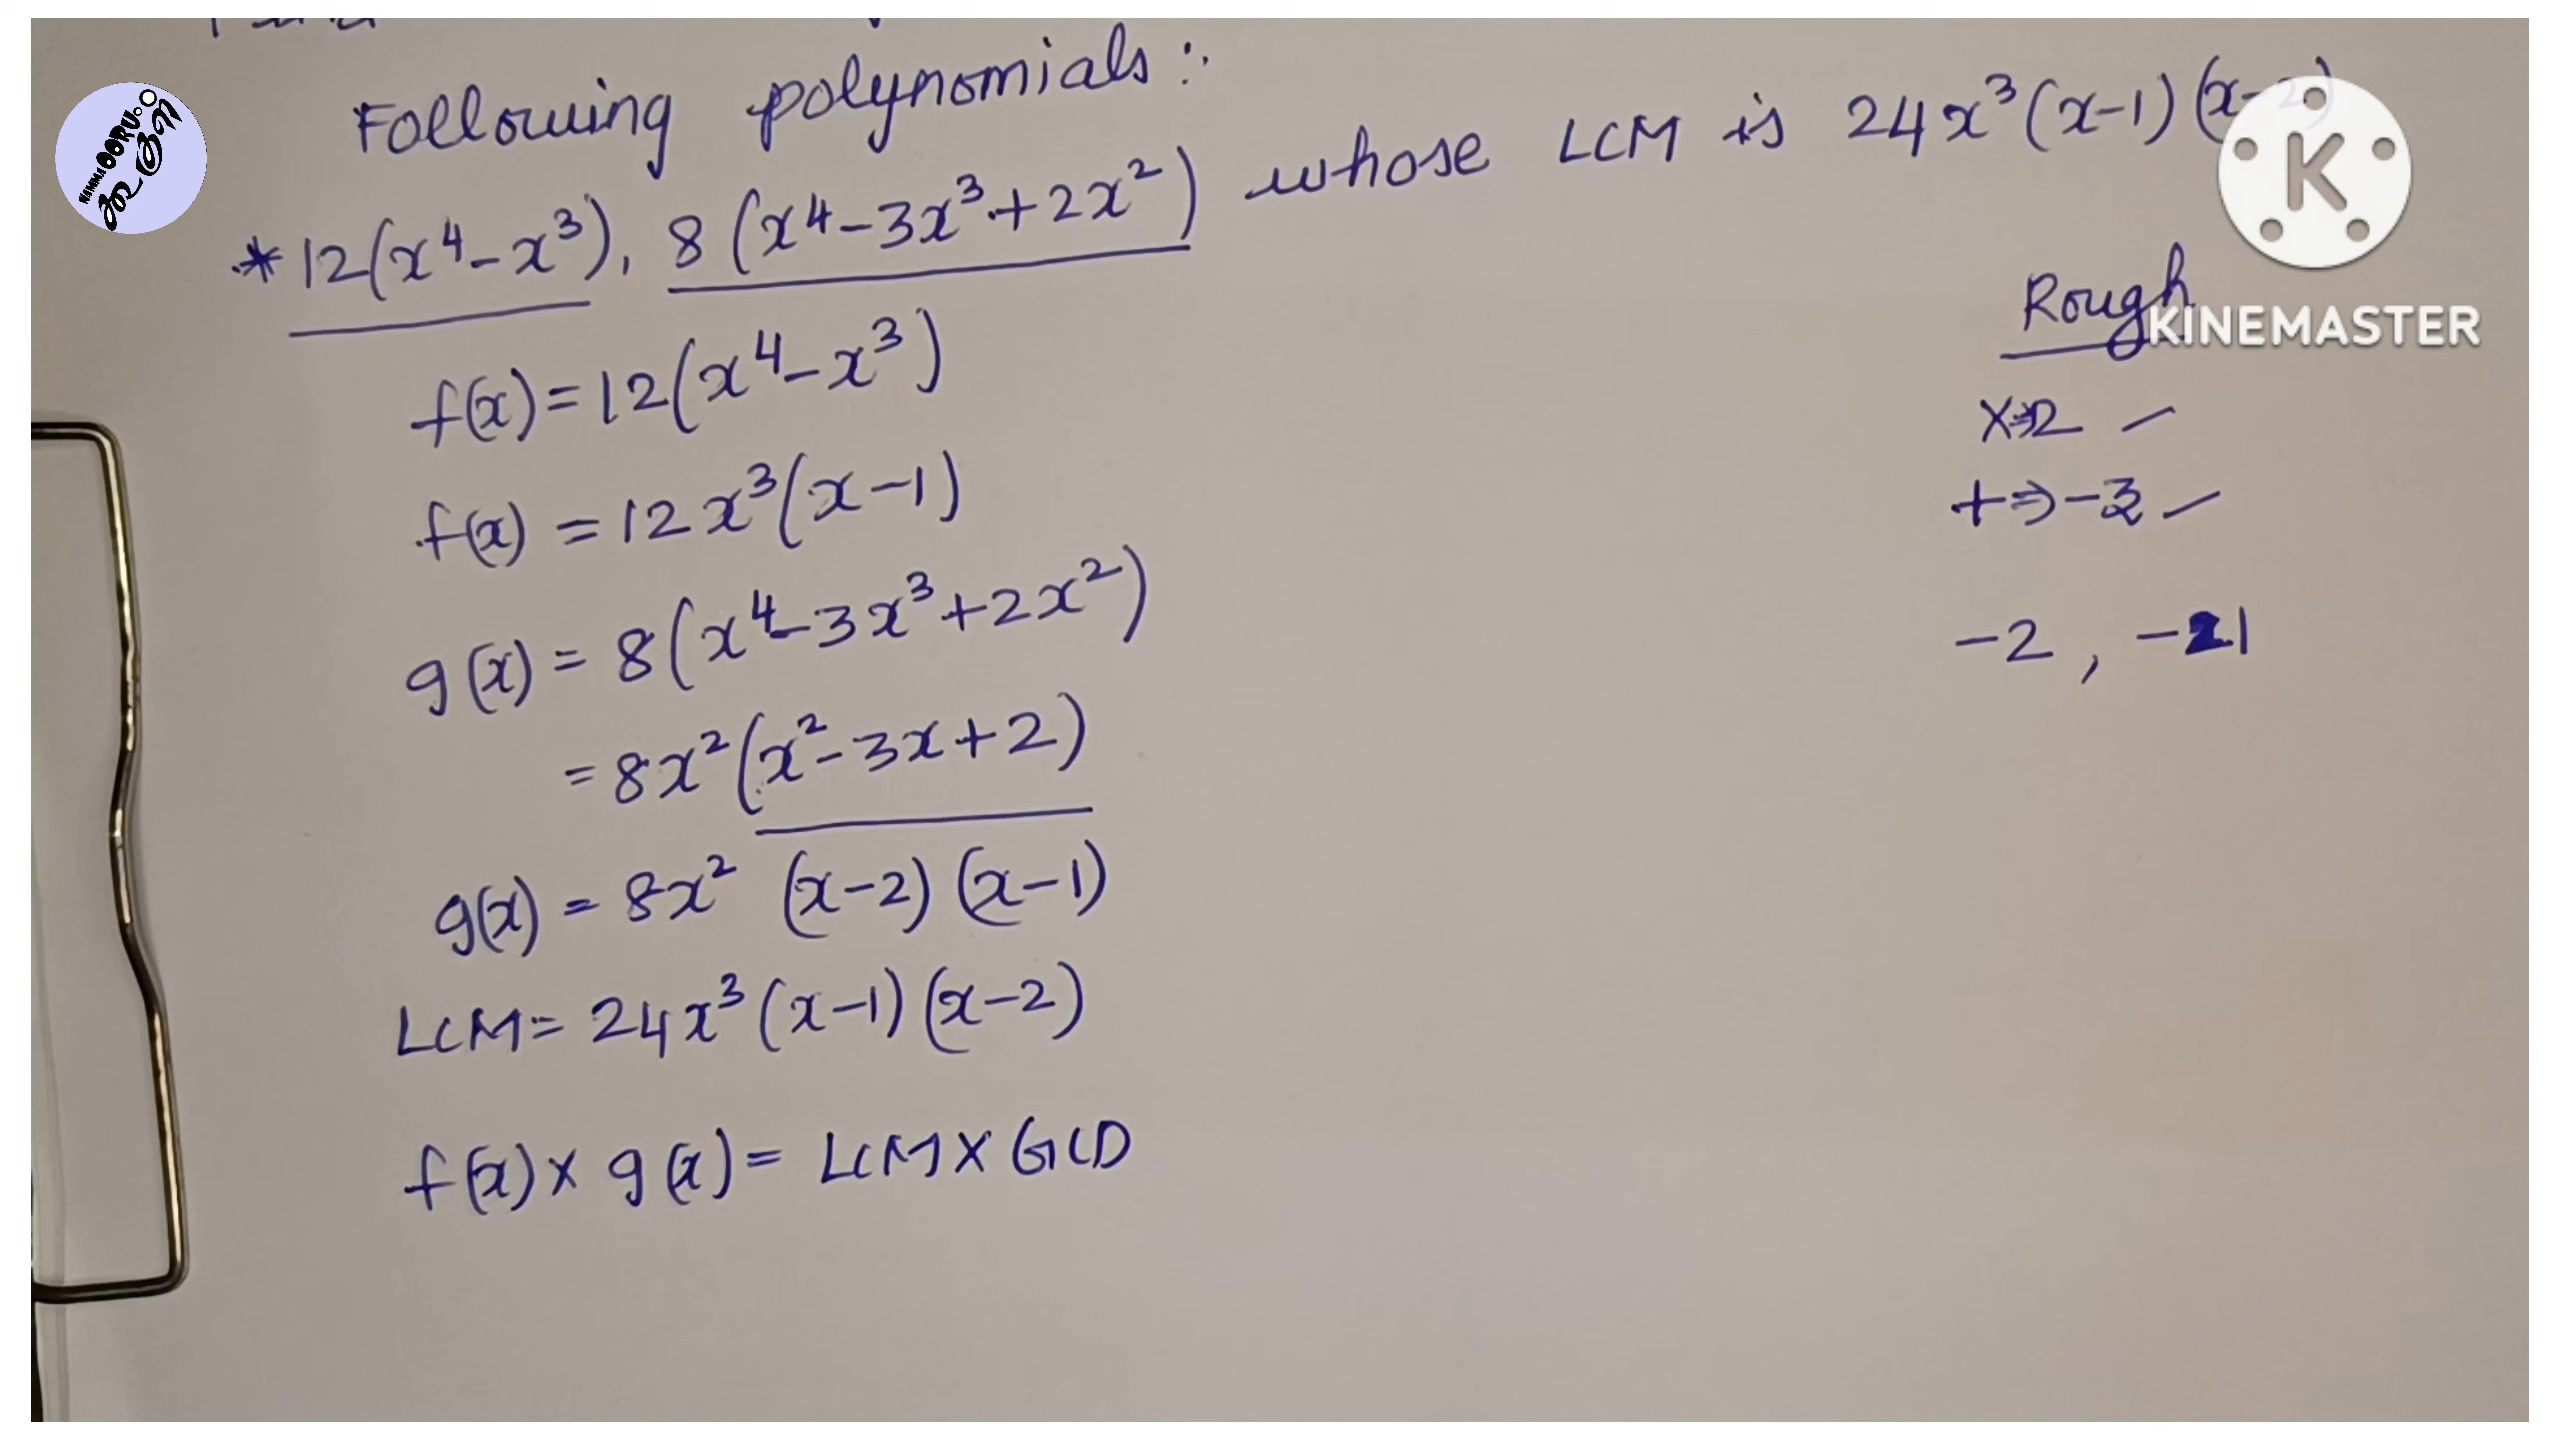 Following polynomials :
* 12(x⁴-x³), 8(x⁴-3x³+2x²) whose LCM is 24x³(x-1)(x-2)
Rough
KINEMASTER
f(x)=12(x⁴-x³)
x⇒2
f(x) = 12x³(x-1)
+⇒-3
g(x) = 8(x⁴-3x³+2x²)
-2, -1
= 8x²(x²-3x+2)
g(x) = 8x² (x-2)(x-1)
LCM= 24x³(x-1)(x-2)
f(x)x g(x)= LCM X GCD